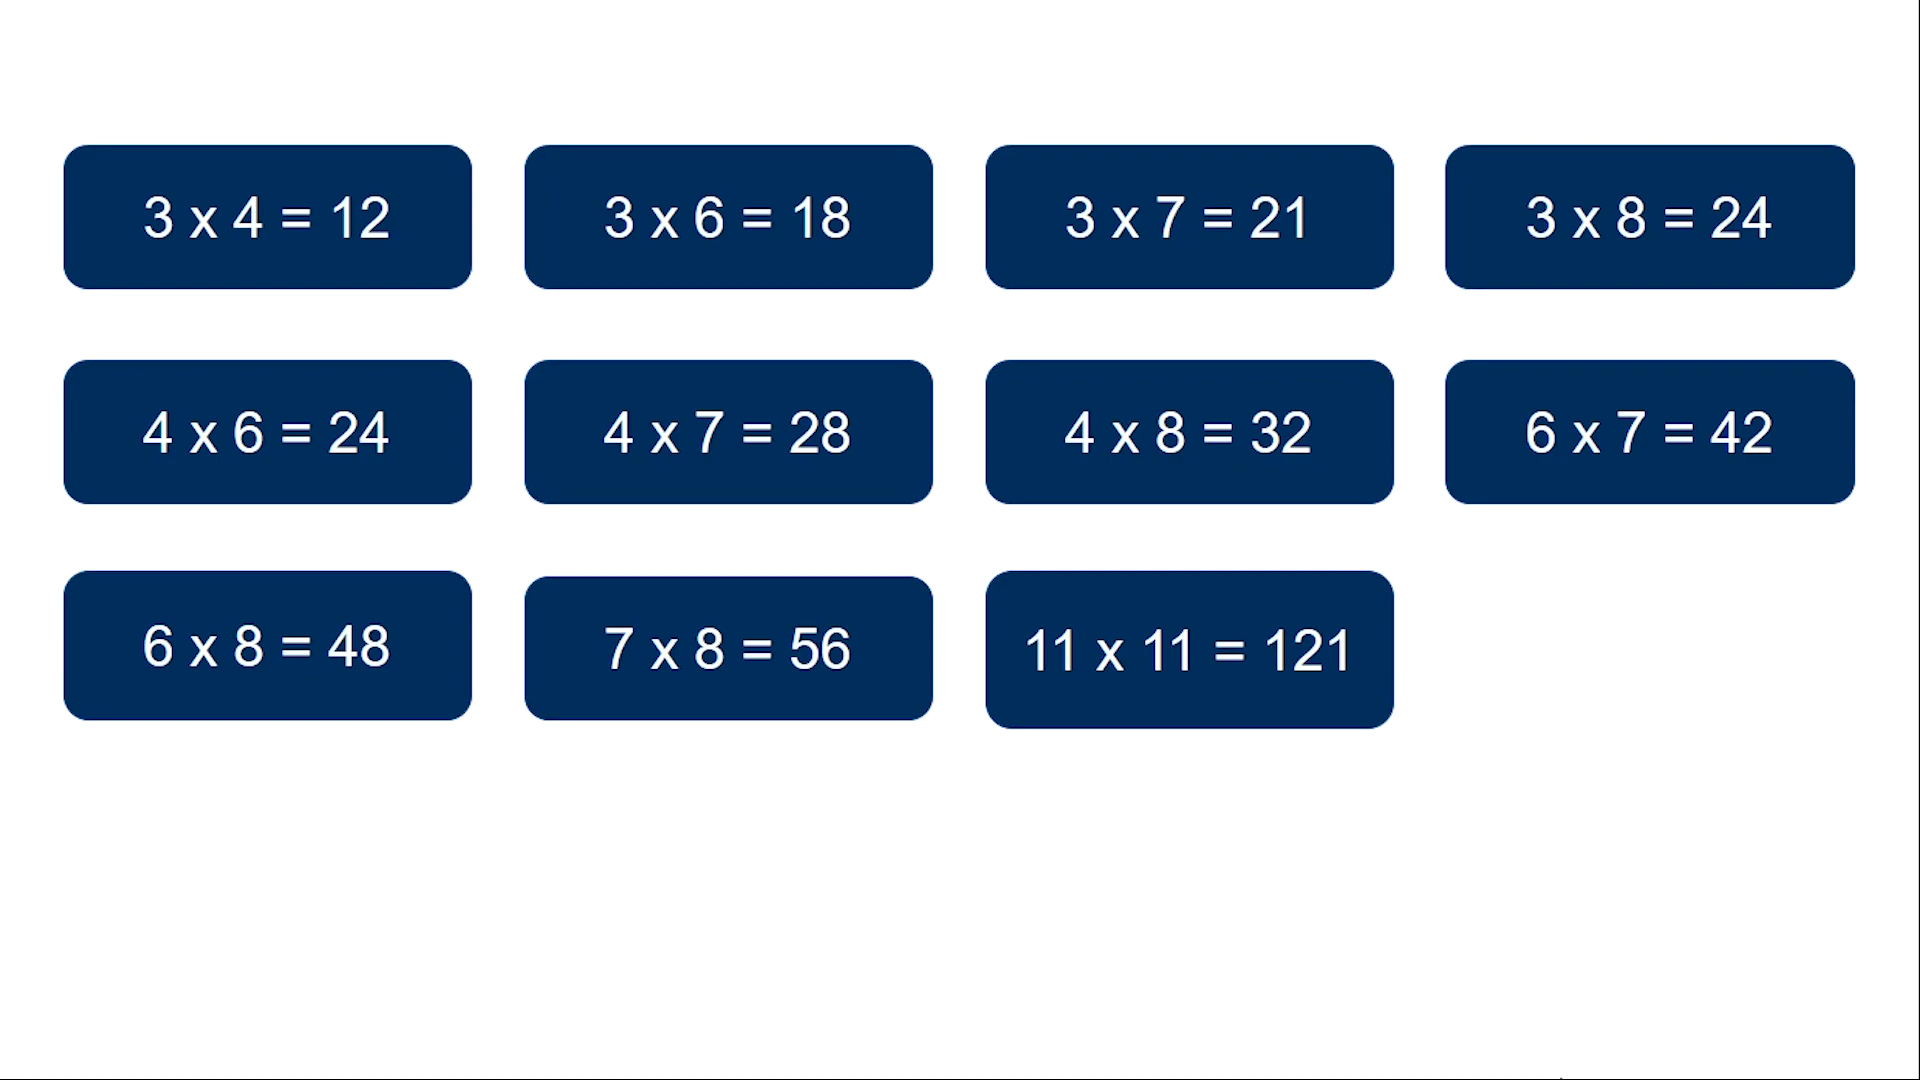 3 x 4 = 12
3 x 6 = 18
3 x 7 = 21
3 x 8 = 24
4 x 6 = 24
4 x 7 = 28
4 x 8 = 32
6 x 7 = 42
6 x 8 = 48
7 x 8 = 56
11 x 11 = 121